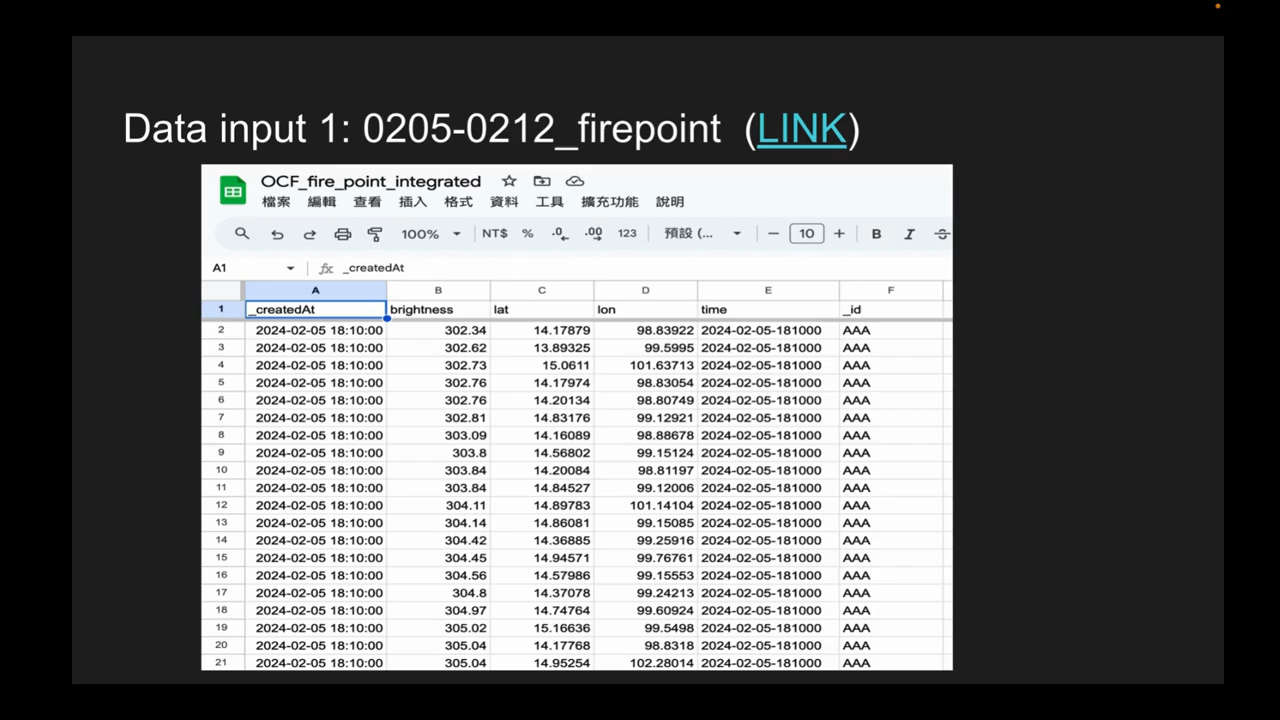 Data input 1: 0205-0212_firepoint (LINK)
OCF_fire_point_integrated
檔案 編輯 查看 插入 格式 資料 工具 擴充功能 說明
100% NT$ % .0 .00 123 預設 (... 10 B I S
A1 fx _createdAt
A B C D E F
1 _createdAt brightness lat lon time _id
2 2024-02-05 18:10:00 302.34 14.17879 98.83922 2024-02-05-181000 AAA
3 2024-02-05 18:10:00 302.62 13.89325 99.5995 2024-02-05-181000 AAA
4 2024-02-05 18:10:00 302.73 15.0611 101.63713 2024-02-05-181000 AAA
5 2024-02-05 18:10:00 302.76 14.17974 98.83054 2024-02-05-181000 AAA
6 2024-02-05 18:10:00 302.76 14.20134 98.80749 2024-02-05-181000 AAA
7 2024-02-05 18:10:00 302.81 14.83176 99.12921 2024-02-05-181000 AAA
8 2024-02-05 18:10:00 303.09 14.16089 98.88678 2024-02-05-181000 AAA
9 2024-02-05 18:10:00 303.8 14.56802 99.15124 2024-02-05-181000 AAA
10 2024-02-05 18:10:00 303.84 14.20084 98.81197 2024-02-05-181000 AAA
11 2024-02-05 18:10:00 303.84 14.84527 99.12006 2024-02-05-181000 AAA
12 2024-02-05 18:10:00 304.11 14.89783 101.14104 2024-02-05-181000 AAA
13 2024-02-05 18:10:00 304.14 14.86081 99.15085 2024-02-05-181000 AAA
14 2024-02-05 18:10:00 304.42 14.36885 99.25916 2024-02-05-181000 AAA
15 2024-02-05 18:10:00 304.45 14.94571 99.76761 2024-02-05-181000 AAA
16 2024-02-05 18:10:00 304.56 14.57986 99.15553 2024-02-05-181000 AAA
17 2024-02-05 18:10:00 304.8 14.37078 99.24213 2024-02-05-181000 AAA
18 2024-02-05 18:10:00 304.97 14.74764 99.60924 2024-02-05-181000 AAA
19 2024-02-05 18:10:00 305.02 15.16636 99.5498 2024-02-05-181000 AAA
20 2024-02-05 18:10:00 305.04 14.17768 98.8318 2024-02-05-181000 AAA
21 2024-02-05 18:10:00 305.04 14.95254 102.28014 2024-02-05-181000 AAA